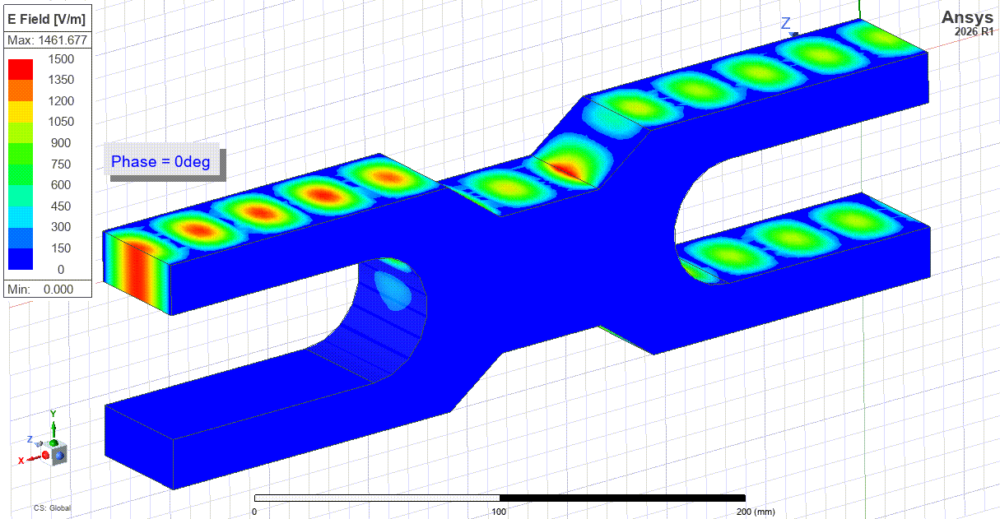 E Field [V/m]
Max: 1461.677
1500
1350
1200
1050
900
750
600
450
300
150
0
Min: 0.000
Phase = 0deg
Z
Ansys
2026 R1
Y
Z
X
CS: Global
0
100
200 (mm)